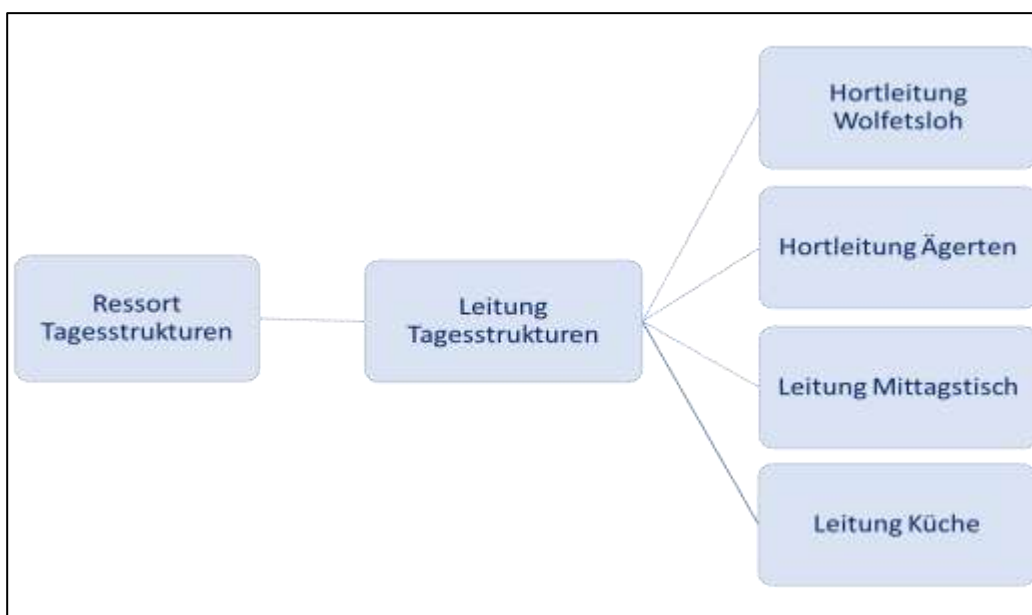 Ressort
Tagesstrukturen
Leitung
Tagesstrukturen
Hortleitung
Wolfetsloh
Hortleitung Ägerten
Leitung Mittagstisch
Leitung Küche